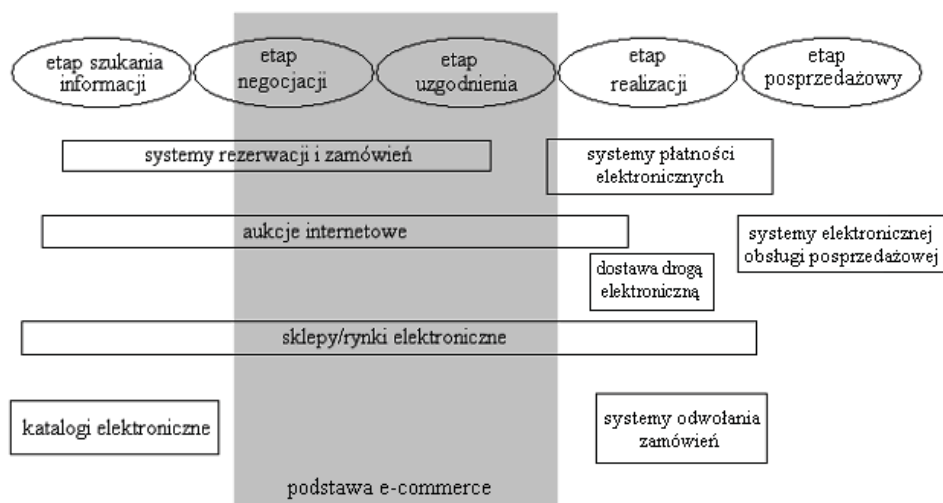 etap szukania
informacji
etap
negocjacji
etap
uzgodnienia
etap
realizacji
etap
posprzedażowy
systemy rezerwacji i zamówień
systemy płatności
elektronicznych
aukcje internetowe
systemy elektronicznej
obsługi posprzedażowej
dostawa drogą
elektroniczną
sklepy/rynki elektroniczne
katalogi elektroniczne
systemy odwołania
zamówień
podstawa e-commerce